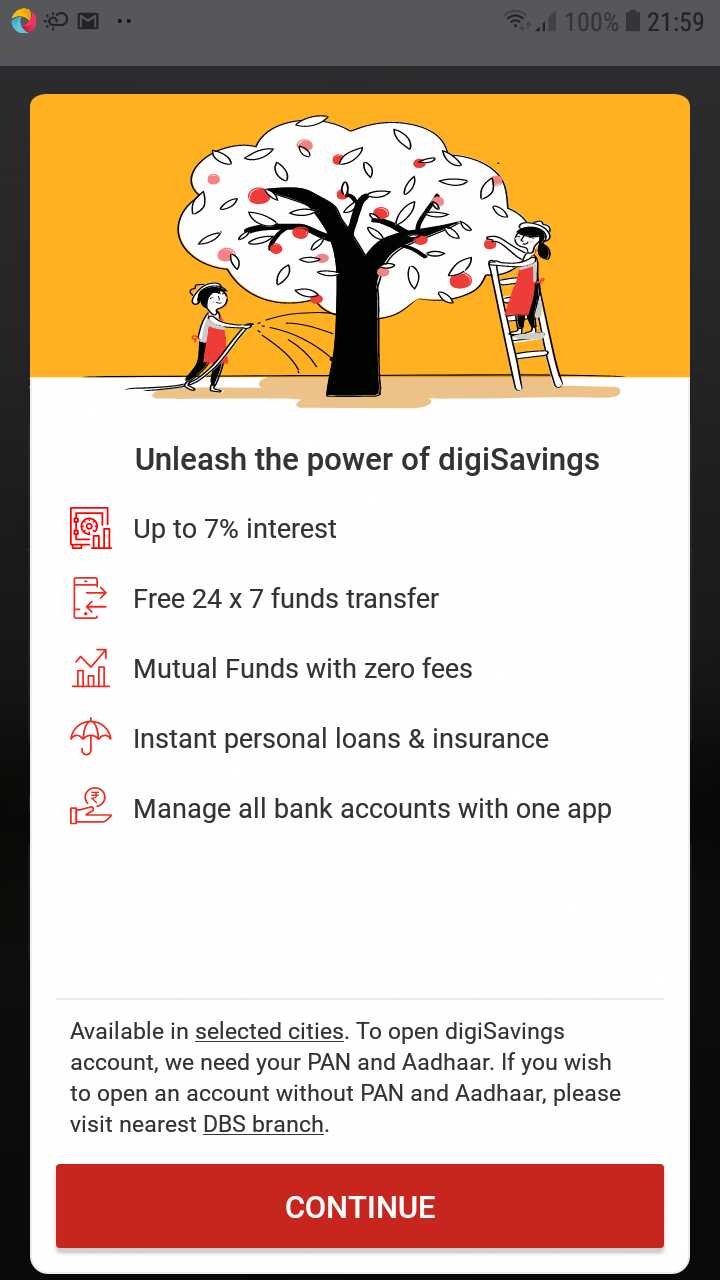 100% 21:59
Unleash the power of digiSavings
Up to 7% interest
Free 24 x 7 funds transfer
Mutual Funds with zero fees
Instant personal loans & insurance
Manage all bank accounts with one app
Available in selected cities. To open digiSavings
account, we need your PAN and Aadhaar. If you wish
to open an account without PAN and Aadhaar, please
visit nearest DBS branch.
CONTINUE